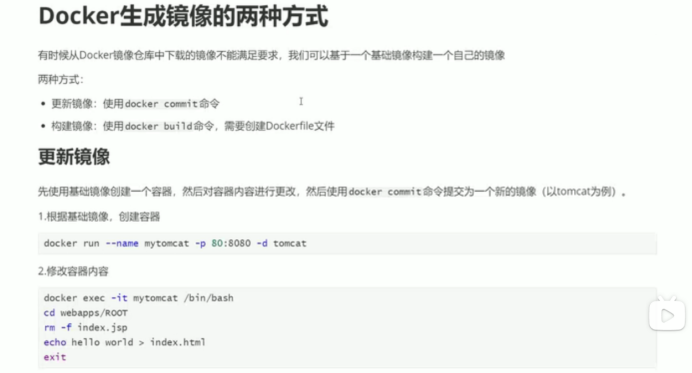 Docker生成镜像的两种方式
有时候从Docker镜像仓库中下载的镜像不能满足要求，我们可以基于一个基础镜像构建一个自己的镜像
两种方式：
更新镜像：使用docker commit命令
构建镜像：使用docker build命令，需要创建Dockerfile文件
更新镜像
先使用基础镜像创建一个容器，然后对容器内容进行更改，然后使用docker commit命令提交为一个新的镜像（以tomcat为例）。
1.根据基础镜像，创建容器
docker run --name mytomcat -p 80:8080 -d tomcat
2.修改容器内容
docker exec -it mytomcat /bin/bash
cd webapps/ROOT
rm -f index.jsp
echo hello world > index.html
exit